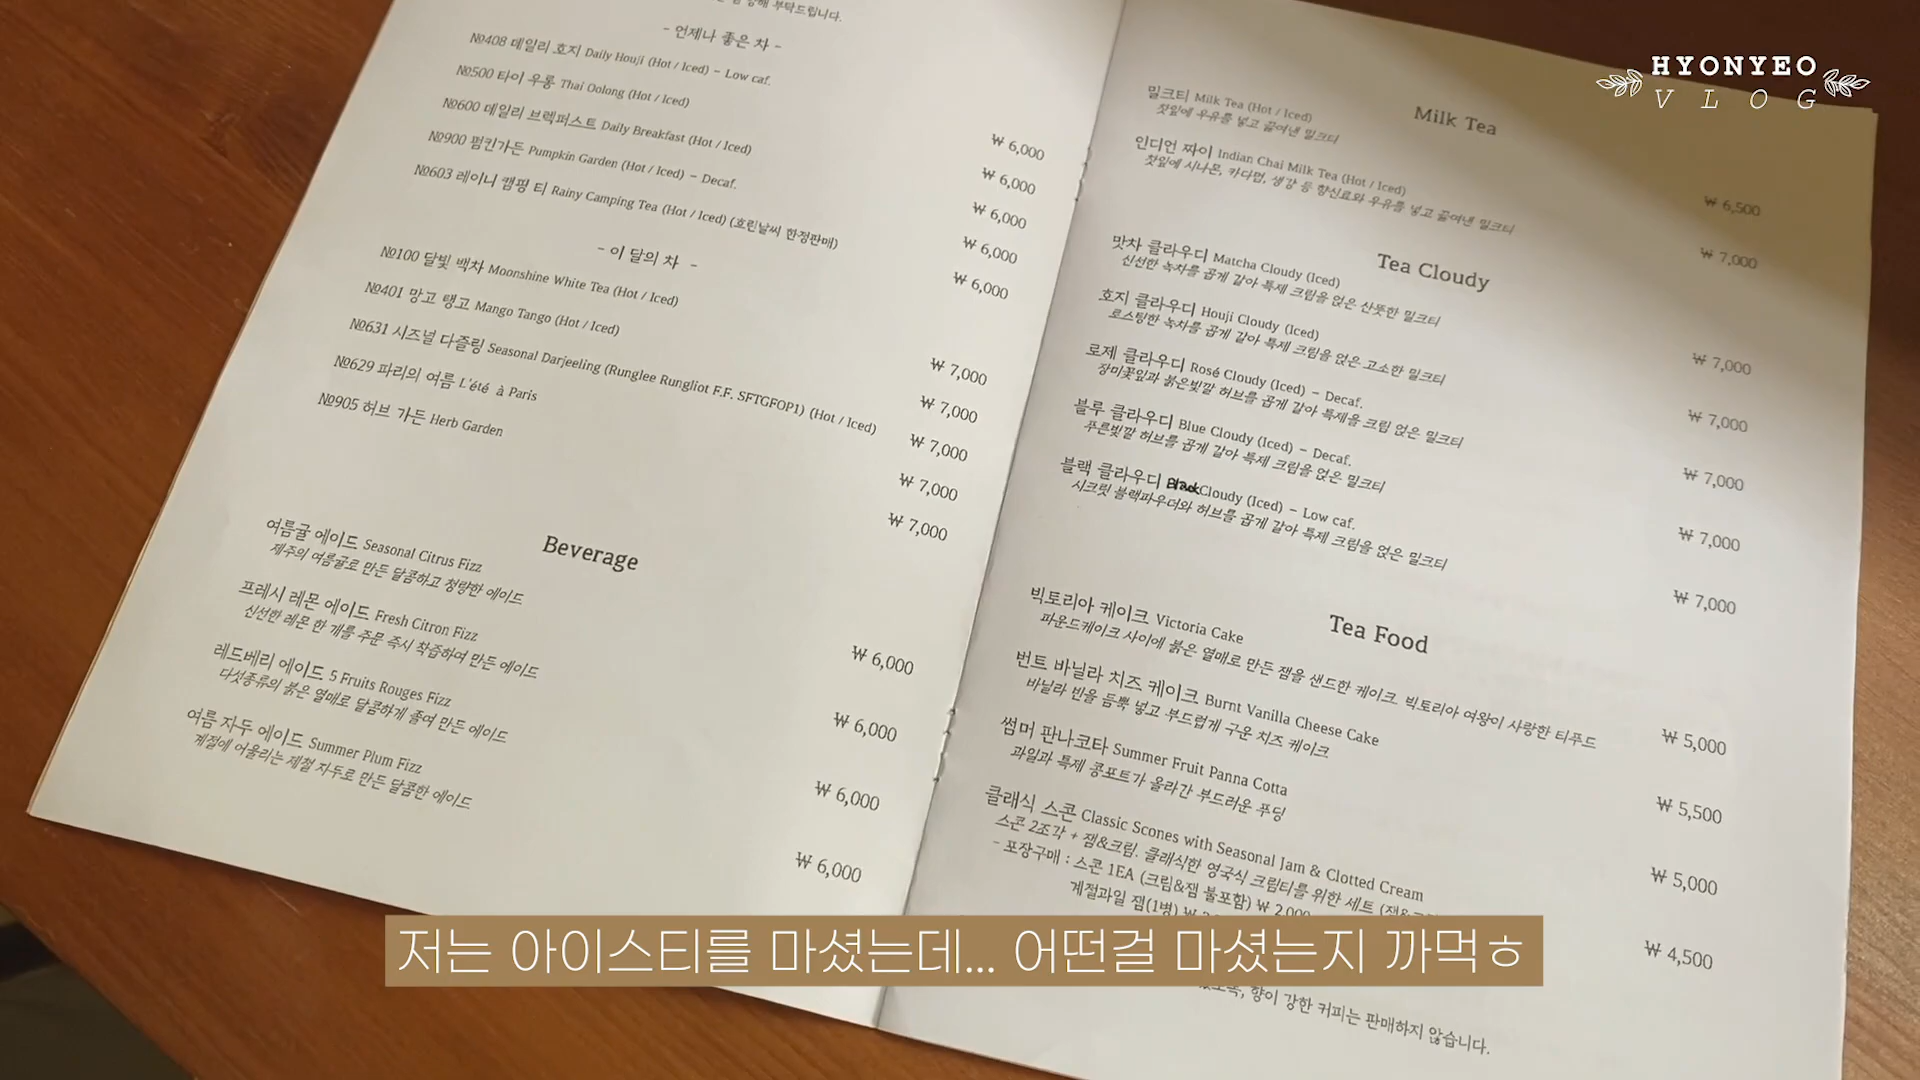 부탁드립니다.
- 언제나 좋은 차 -
№408 데일리 호지 Daily Houji (Hot / Iced) - Low caf.
₩ 6,000
№500 타이 우롱 Thai Oolong (Hot / Iced)
₩ 6,000
№600 데일리 브렉퍼스트 Daily Breakfast (Hot / Iced)
₩ 6,000
№900 펌킨가든 Pumpkin Garden (Hot / Iced) - Decaf.
₩ 6,000
№603 레이니 캠핑 티 Rainy Camping Tea (Hot / Iced) (흐린날씨 한정판매)
₩ 6,000
- 이 달의 차 -
№100 달빛 백차 Moonshine White Tea (Hot / Iced)
₩ 7,000
№401 망고 탱고 Mango Tango (Hot / Iced)
₩ 7,000
№631 시즈널 다즐링 Seasonal Darjeeling (Runglee Rungliot F.F. SFTGFOP1) (Hot / Iced)
₩ 7,000
№629 파리의 여름 L'été à Paris
₩ 7,000
№905 허브 가든 Herb Garden
₩ 7,000
Beverage
여름귤 에이드 Seasonal Citrus Fizz
제주의 여름귤로 만든 달콤하고 청량한 에이드
₩ 6,000
프레시 레몬 에이드 Fresh Citron Fizz
신선한 레몬 한 개를 주문 즉시 착즙하여 만든 에이드
₩ 6,000
레드베리 에이드 5 Fruits Rouges Fizz
다섯종류의 붉은 열매로 달콤하게 졸여 만든 에이드
₩ 6,000
여름 자두 에이드 Summer Plum Fizz
계절에 어울리는 제철 자두로 만든 달콤한 에이드
₩ 6,000
HYONYEO
VLOG
Milk Tea
밀크티 Milk Tea (Hot / Iced)
찻잎에 우유를 넣고 끓여낸 밀크티
₩ 6,500
인디언 짜이 Indian Chai Milk Tea (Hot / Iced)
찻잎에 시나몬, 카다멈, 생강 등 향신료와 우유를 넣고 끓여낸 밀크티
₩ 7,000
Tea Cloudy
맛차 클라우디 Matcha Cloudy (Iced)
신선한 녹차를 곱게 갈아 특제 크림을 얹은 산뜻한 밀크티
₩ 7,000
호지 클라우디 Houji Cloudy (Iced)
로스팅한 녹차를 곱게 갈아 특제 크림을 얹은 고소한 밀크티
₩ 7,000
로제 클라우디 Rosé Cloudy (Iced) - Decaf.
장미꽃잎과 붉은빛깔 허브를 곱게 갈아 특제을 크림 얹은 밀크티
₩ 7,000
블루 클라우디 Blue Cloudy (Iced) - Decaf.
푸른빛깔 허브를 곱게 갈아 특제 크림을 얹은 밀크티
₩ 7,000
블랙 클라우디 Black Cloudy (Iced) - Low caf.
시크릿 블랙파우더와 허브를 곱게 갈아 특제 크림을 얹은 밀크티
₩ 7,000
Tea Food
빅토리아 케이크 Victoria Cake
파운드케이크 사이에 붉은 열매로 만든 잼을 샌드한 케이크. 빅토리아 여왕이 사랑한 티푸드
₩ 5,000
번트 바닐라 치즈 케이크 Burnt Vanilla Cheese Cake
바닐라 빈을 듬뿍 넣고 부드럽게 구운 치즈 케이크
₩ 5,500
썸머 판나코타 Summer Fruit Panna Cotta
과일과 특제 콩포트가 올라간 부드러운 푸딩
₩ 5,000
클래식 스콘 Classic Scones with Seasonal Jam & Clotted Cream
스콘 2조각 + 잼&크림. 클래식한 영국식 크림티를 위한 세트
₩ 4,500
- 포장구매 : 스콘 1EA (크림&잼 불포함) ₩ 2,000
계절과일 잼(1병) ₩
향이 강한 커피는 판매하지 않습니다.
저는 아이스티를 마셨는데... 어떤걸 마셨는지 까먹ㅎ